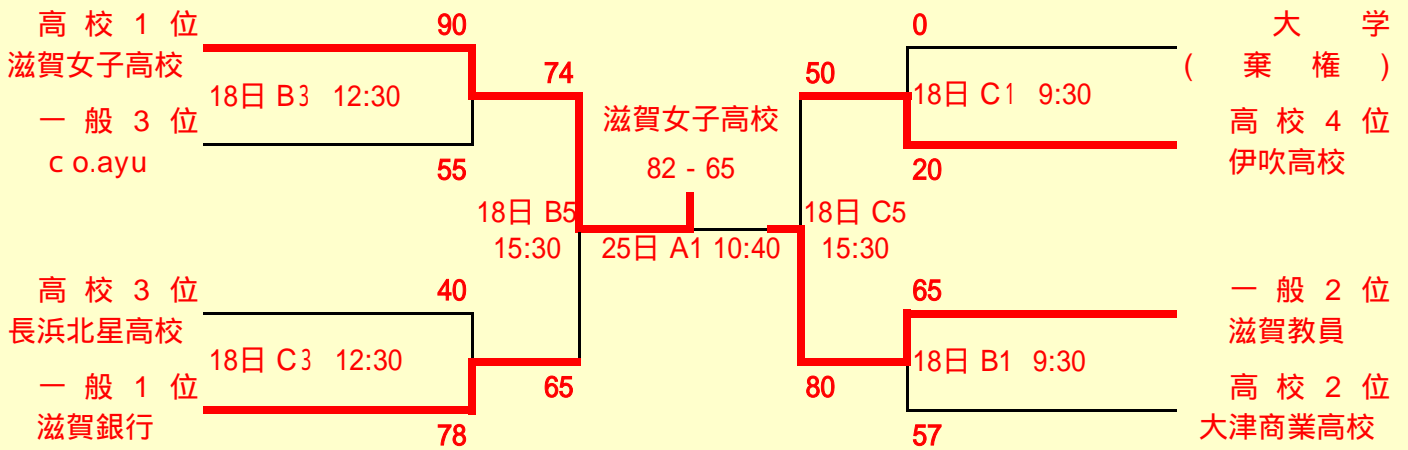 高校1位
滋賀女子高校
90
18日 B3 12:30
一般3位
c o.ayu
55
74
18日 B5
15:30
高校3位
長浜北星高校
40
18日 C3 12:30
一般1位
滋賀銀行
78
65
滋賀女子高校
82 - 65
25日 A1 10:40
50
18日 C5
15:30
80
0
大学
(棄権)
18日 C1 9:30
高校4位
伊吹高校
20
65
一般2位
滋賀教員
18日 B1 9:30
高校2位
大津商業高校
57